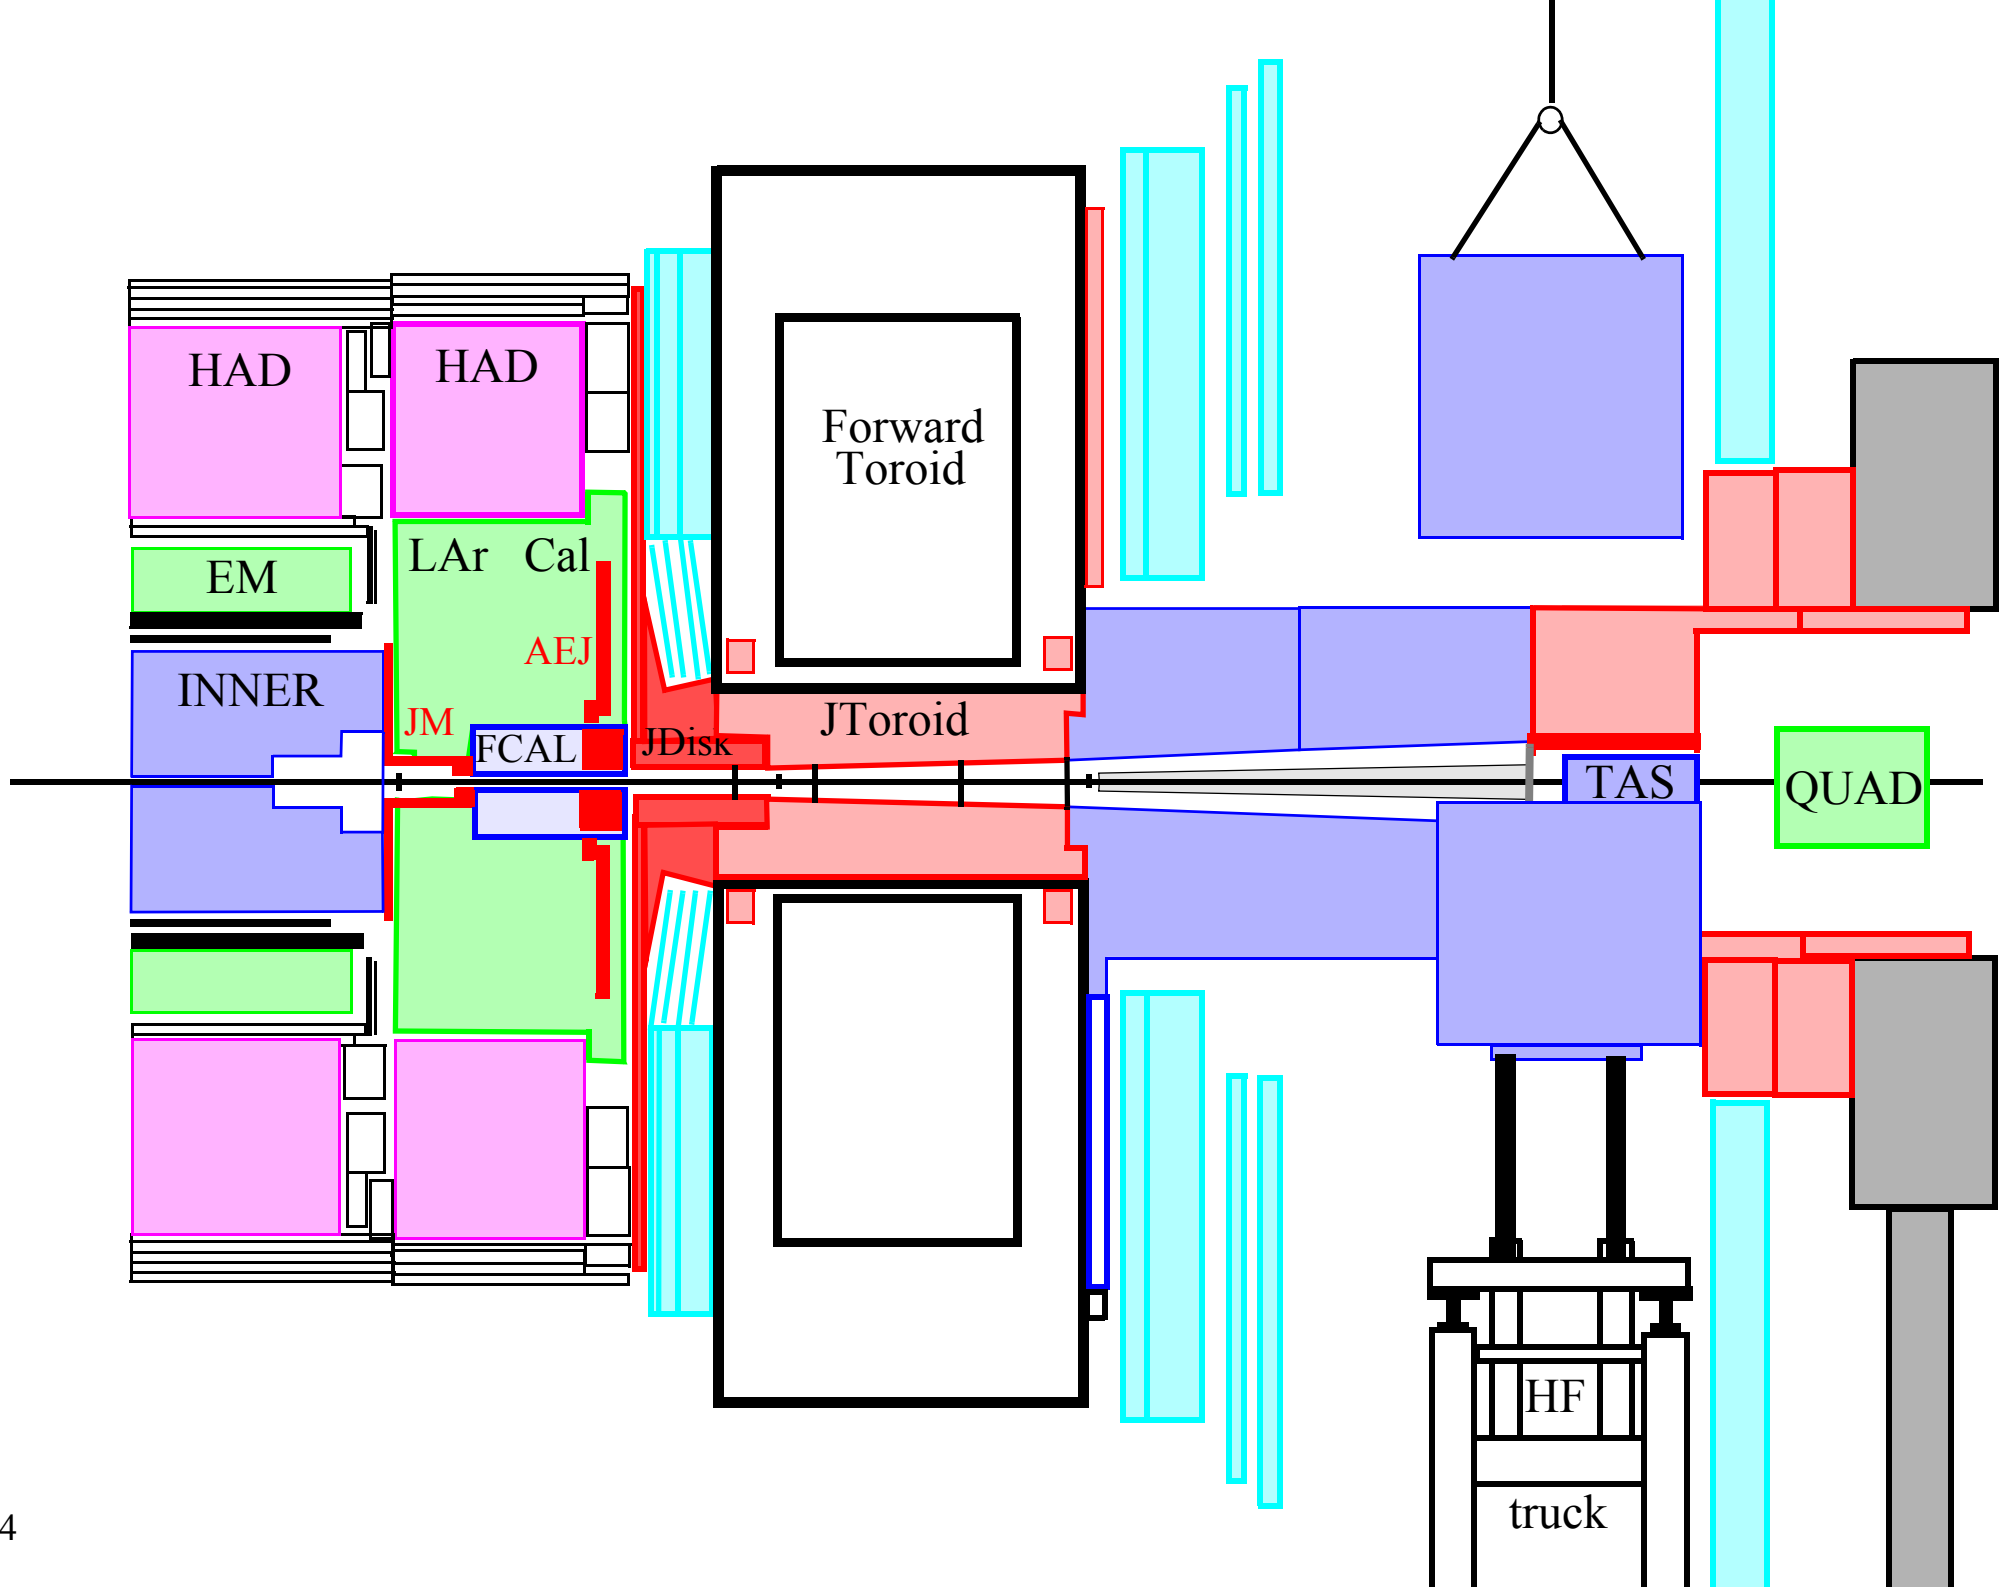 HAD
HAD
Forward
Toroid
LAr Cal
EM
AEJ
INNER
JM
JToroid
FCAL
JDisk
TAS
QUAD
HF
truck
4